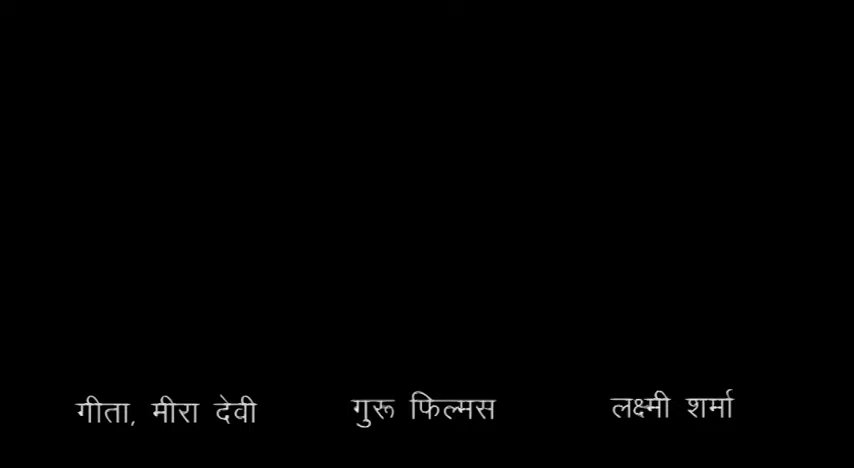 गीता, मीरा देवी गुरू फिल्मस लक्ष्मी शर्मा